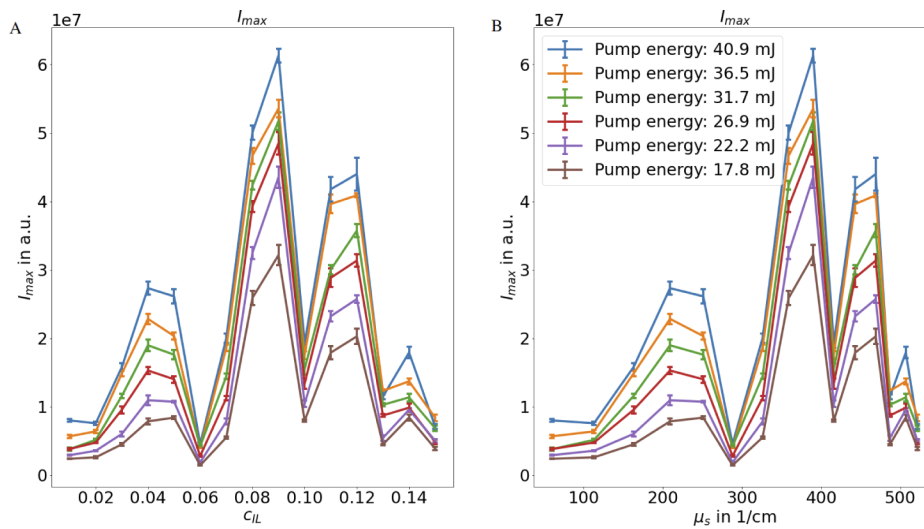 A
1e7
I_max
I_max in a.u.
6
5
4
3
2
1
0
0.02 0.04 0.06 0.08 0.10 0.12 0.14
c_IL
B
1e7
I_max
Pump energy: 40.9 mJ
Pump energy: 36.5 mJ
Pump energy: 31.7 mJ
Pump energy: 26.9 mJ
Pump energy: 22.2 mJ
Pump energy: 17.8 mJ
I_max in a.u.
6
5
4
3
2
1
0
100 200 300 400 500
μ_s in 1/cm